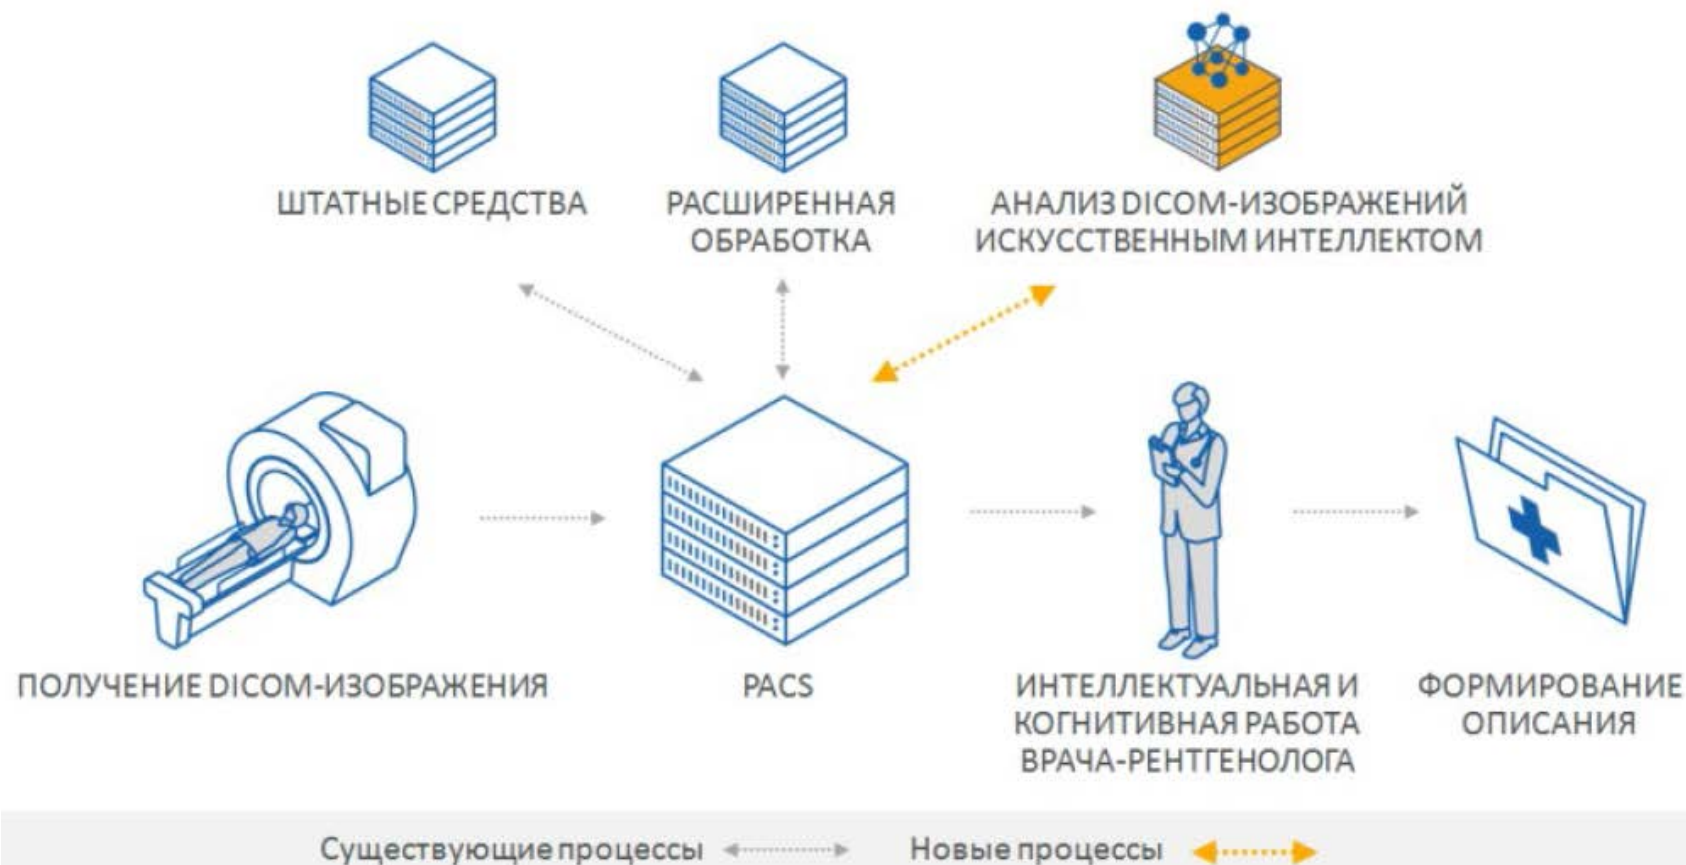 ШТАТНЫЕ СРЕДСТВА
РАСШИРЕННАЯ
ОБРАБОТКА
АНАЛИЗ DICOM-ИЗОБРАЖЕНИЙ
ИСКУССТВЕННЫМ ИНТЕЛЛЕКТОМ
ПОЛУЧЕНИЕ DICOM-ИЗОБРАЖЕНИЯ
PACS
ИНТЕЛЛЕКТУАЛЬНАЯ И
КОГНИТИВНАЯ РАБОТА
ВРАЧА-РЕНТГЕНОЛОГА
ФОРМИРОВАНИЕ
ОПИСАНИЯ
Существующие процессы
Новые процессы